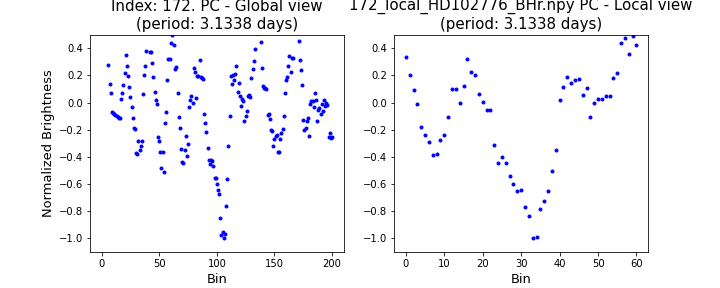 Index: 172. PC - Global view
(period: 3.1338 days)
172_local_HD102776_BHr.npy PC - Local view
(period: 3.1338 days)
Normalized Brightness
0.4
0.2
0.0
−0.2
−0.4
−0.6
−0.8
−1.0
0 50 100 150 200
Bin
0.4
0.2
0.0
−0.2
−0.4
−0.6
−0.8
−1.0
0 10 20 30 40 50 60
Bin